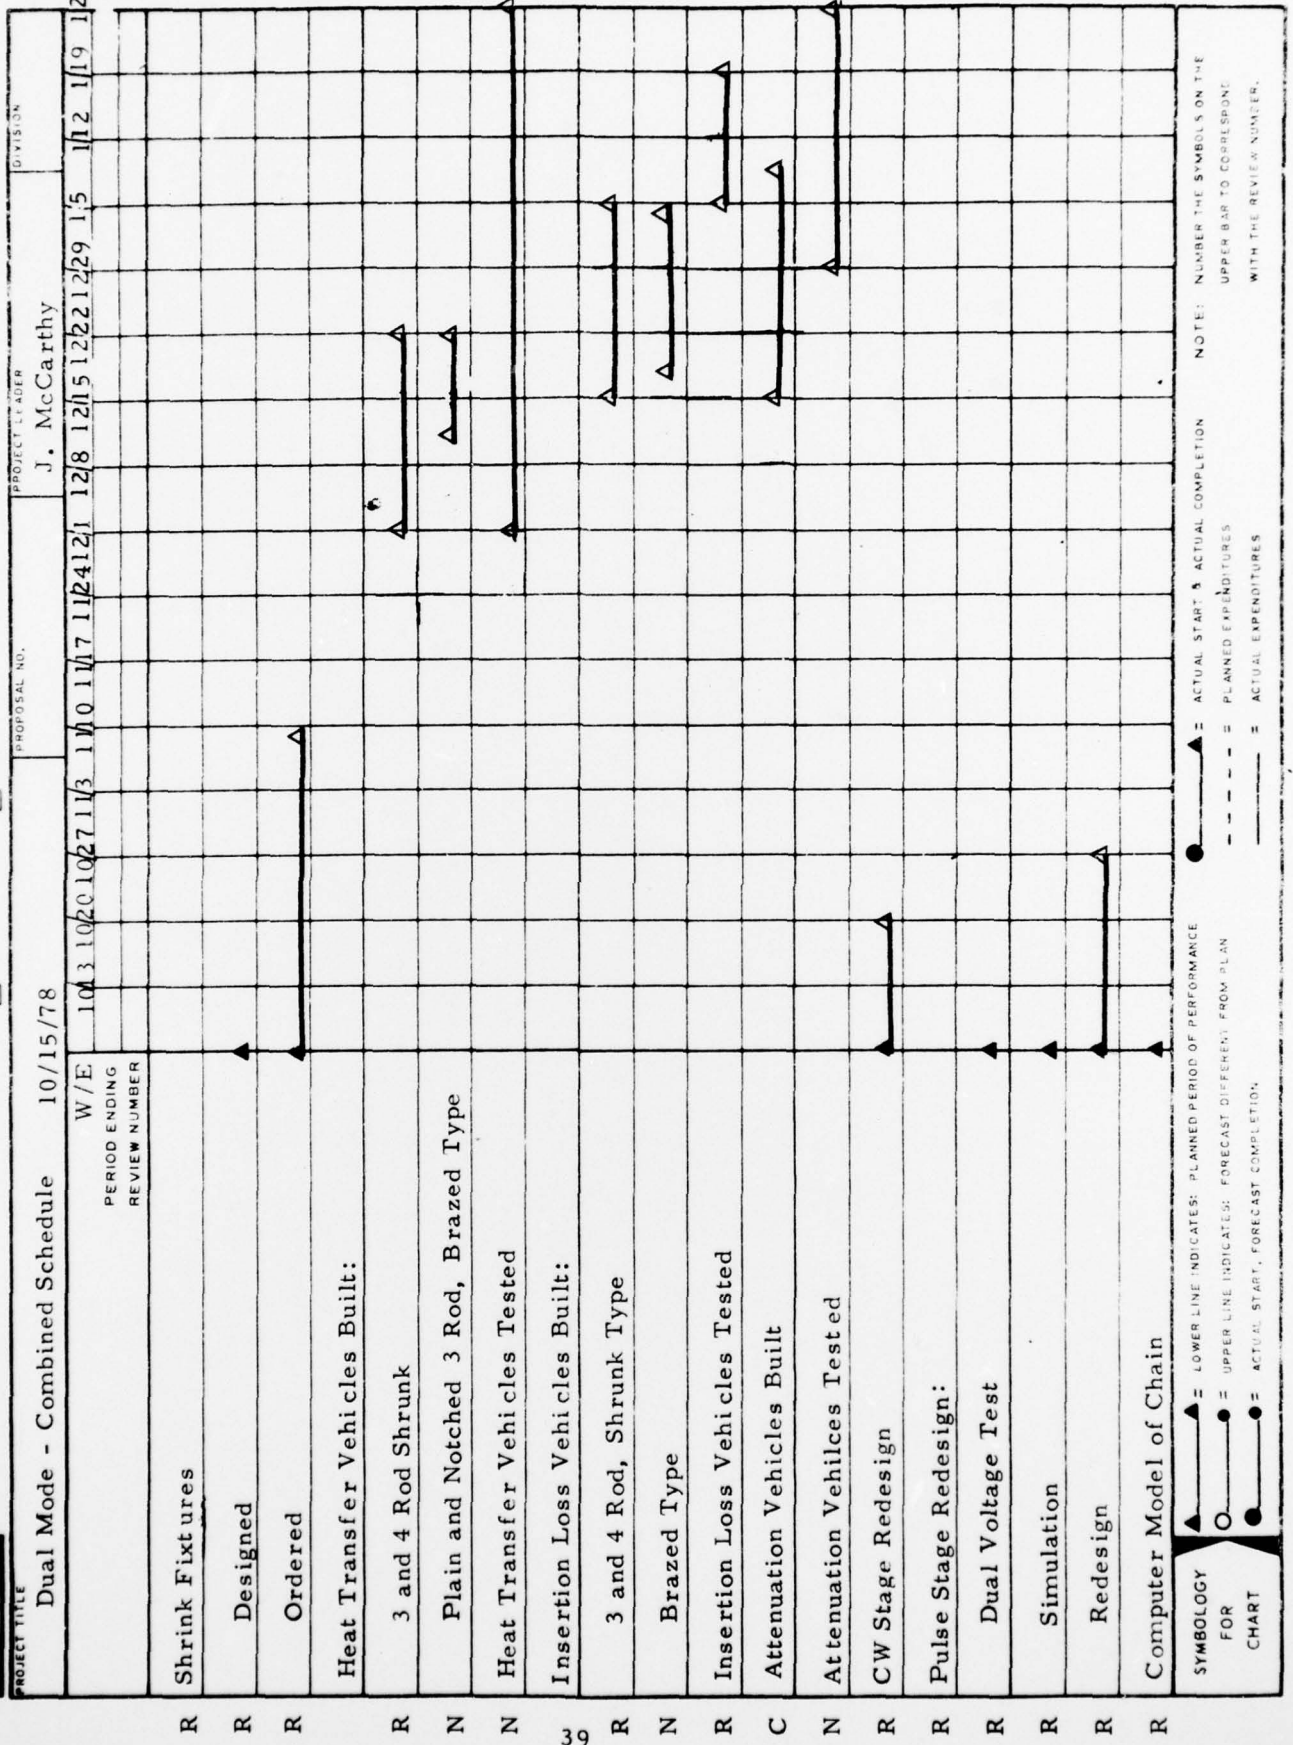 PROJECT TITLE
Dual Mode - Combined Schedule 10/15/78
PROPOSAL NO.
PROJECT LEADER
J. McCarthy
DIVISION
W/E
10/13 10/20 10/27 11/3 11/10 11/17 11/24 12/1 12/8 12/15 12/22 12/29 1/5 1/12 1/19
PERIOD ENDING
REVIEW NUMBER
R Shrink Fixtures
R Designed
R Ordered
Heat Transfer Vehicles Built:
R 3 and 4 Rod Shrunk
N Plain and Notched 3 Rod, Brazed Type
N Heat Transfer Vehicles Tested
Insertion Loss Vehicles Built:
R 3 and 4 Rod, Shrunk Type
N Brazed Type
R Insertion Loss Vehicles Tested
C Attenuation Vehicles Built
N Attenuation Vehilces Tested
R CW Stage Redesign
R Pulse Stage Redesign:
R Dual Voltage Test
R Simulation
R Redesign
R Computer Model of Chain
SYMBOLOGY
FOR
CHART
= LOWER LINE INDICATES: PLANNED PERIOD OF PERFORMANCE
= UPPER LINE INDICATES: FORECAST DIFFERENT FROM PLAN
= ACTUAL START, FORECAST COMPLETION
= ACTUAL START & ACTUAL COMPLETION
= PLANNED EXPENDITURES
= ACTUAL EXPENDITURES
NOTE: NUMBER THE SYMBOLS ON THE
UPPER BAR TO CORRESPOND
WITH THE REVIEW NUMBER.
39